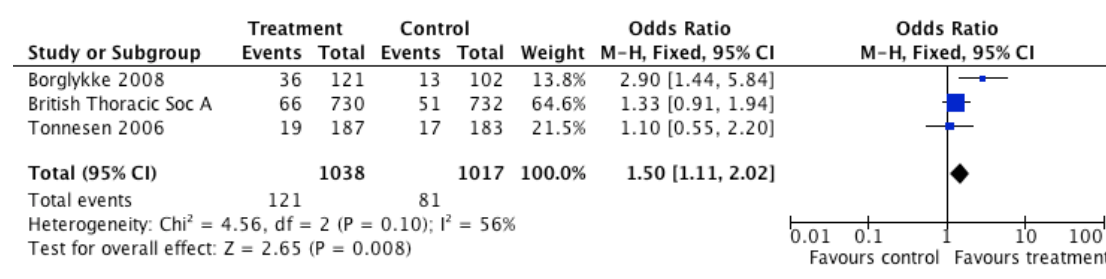 Treatment Control Odds Ratio Odds Ratio
Study or Subgroup Events Total Events Total Weight M-H, Fixed, 95% CI M-H, Fixed, 95% CI
Borglykke 2008 36 121 13 102 13.8% 2.90 [1.44, 5.84]
British Thoracic Soc A 66 730 51 732 64.6% 1.33 [0.91, 1.94]
Tonnesen 2006 19 187 17 183 21.5% 1.10 [0.55, 2.20]
Total (95% CI) 1038 1017 100.0% 1.50 [1.11, 2.02]
Total events 121 81
Heterogeneity: Chi² = 4.56, df = 2 (P = 0.10); I² = 56%
Test for overall effect: Z = 2.65 (P = 0.008)
0.01 0.1 1 10 100
Favours control Favours treatment